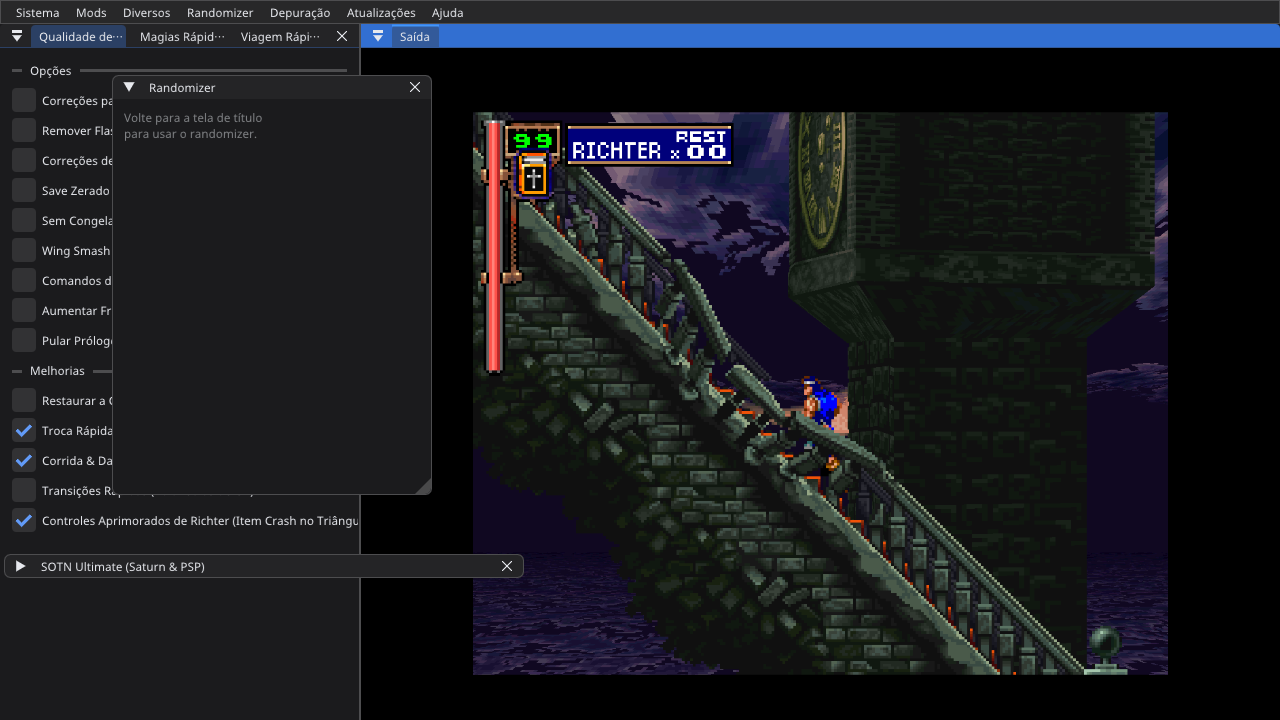 Sistema Mods Diversos Randomizer Depuração Atualizações Ajuda
Qualidade de··· Magias Rápid··· Viagem Rápi···
Saída
Opções
Randomizer
Volte para a tela de título
para usar o randomizer.
Correções pa
Remover Flas
Correções de
Save Zerado
Sem Congela
Wing Smash
Comandos d
Aumentar Fr
Pular Prólogo
Melhorias
Restaurar a
Troca Rápida
Corrida & Da
Transições
Controles Aprimorados de Richter (Item Crash no Triângu
SOTN Ultimate (Saturn & PSP)
99
REST
RICHTER x 00